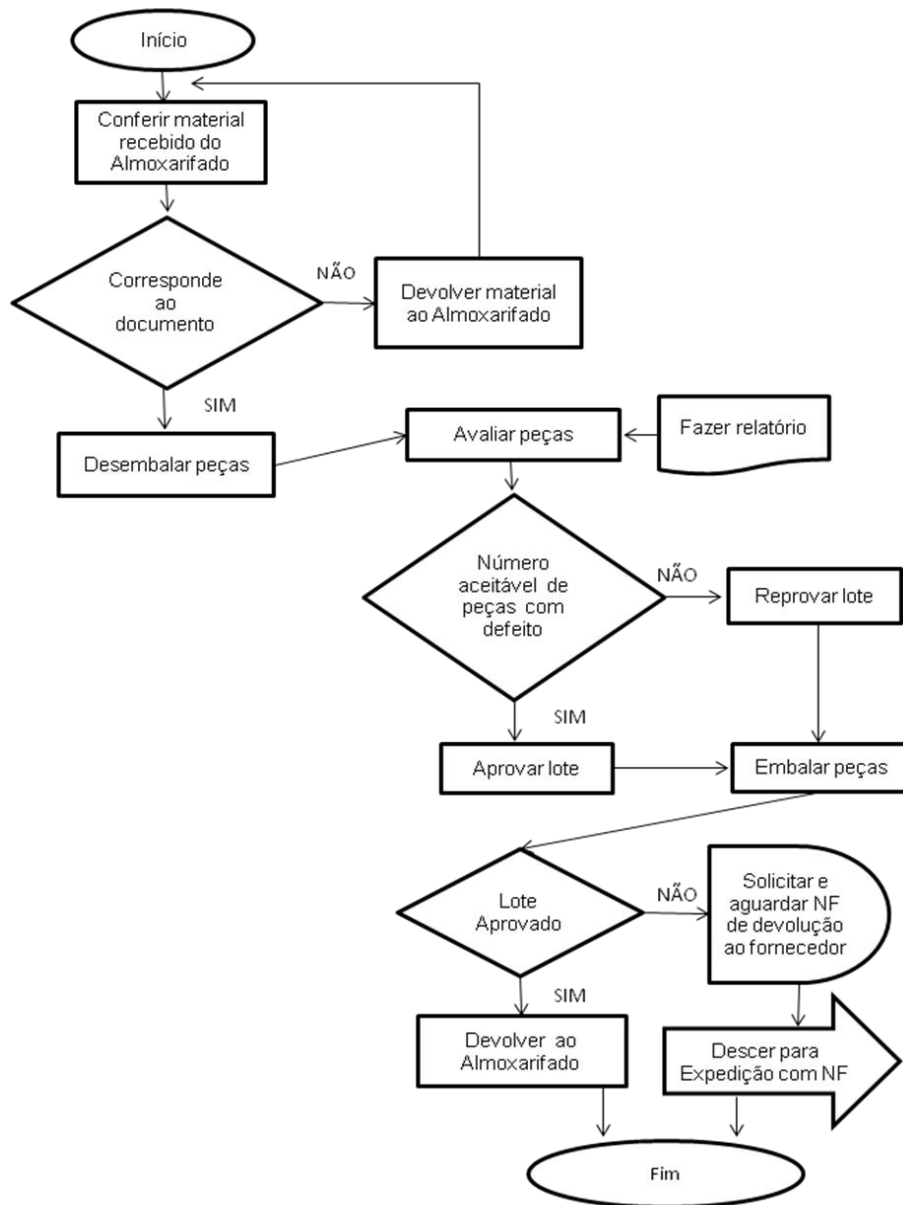 Início
Conferir material
recebido do
Almoxarifado
Corresponde
ao
documento
NÃO
Devolver material
ao Almoxarifado
SIM
Desembalar peças
Avaliar peças
Fazer relatório
Número
aceitável de
peças com
defeito
NÃO
Reprovar lote
SIM
Aprovar lote
Embalar peças
Lote
Aprovado
NÃO
Solicitar e
aguardar NF
de devolução
ao fornecedor
SIM
Devolver ao
Almoxarifado
Descer para
Expedição com NF
Fim